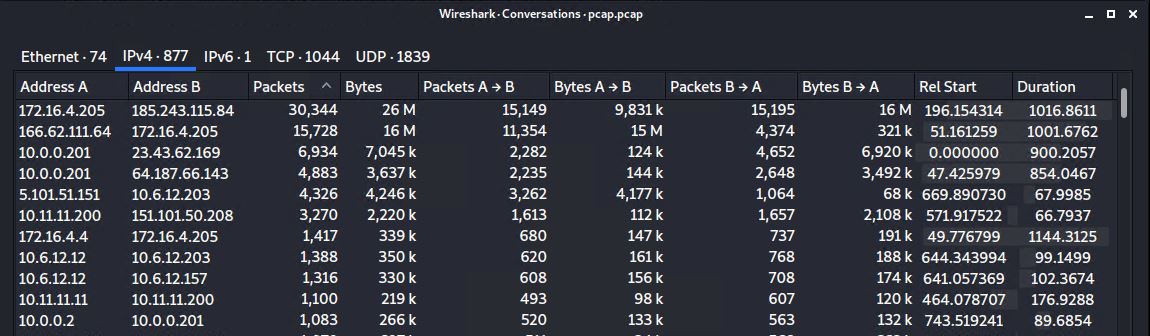 Wireshark · Conversations · pcap.pcap
Ethernet · 74 IPv4 · 877 IPv6 · 1 TCP · 1044 UDP · 1839
Address A Address B Packets Bytes Packets A → B Bytes A → B Packets B → A Bytes B → A Rel Start Duration
172.16.4.205 185.243.115.84 30,344 26 M 15,149 9,831 k 15,195 16 M 196.154314 1016.8611
166.62.111.64 172.16.4.205 15,728 16 M 11,354 15 M 4,374 321 k 51.161259 1001.6762
10.0.0.201 23.43.62.169 6,934 7,045 k 2,282 124 k 4,652 6,920 k 0.000000 900.2057
10.0.0.201 64.187.66.143 4,883 3,637 k 2,235 144 k 2,648 3,492 k 47.425979 854.0467
5.101.51.151 10.6.12.203 4,326 4,246 k 3,262 4,177 k 1,064 68 k 669.890730 67.9985
10.11.11.200 151.101.50.208 3,270 2,220 k 1,613 112 k 1,657 2,108 k 571.917522 66.7937
172.16.4.4 172.16.4.205 1,417 339 k 680 147 k 737 191 k 49.776799 1144.3125
10.6.12.12 10.6.12.203 1,388 350 k 620 161 k 768 188 k 644.343994 99.1499
10.6.12.12 10.6.12.157 1,316 330 k 608 156 k 708 174 k 641.057369 102.3674
10.11.11.11 10.11.11.200 1,100 219 k 493 98 k 607 120 k 464.078707 176.9288
10.0.0.2 10.0.0.201 1,083 266 k 520 133 k 563 132 k 743.519241 89.6854